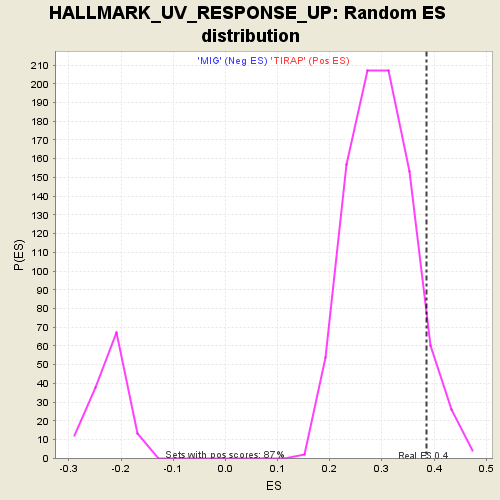 HALLMARK_UV_RESPONSE_UP: Random ES
distribution
'MIG' (Neg ES) 'TIRAP' (Pos ES)
210
200
190
180
170
160
150
140
130
120
110
100
90
80
70
60
50
40
30
20
10
0
P(ES)
Sets with pos scores: 87%
Real ES 0.4
-0.3 -0.2 -0.1 0.0 0.1 0.2 0.3 0.4 0.5
ES